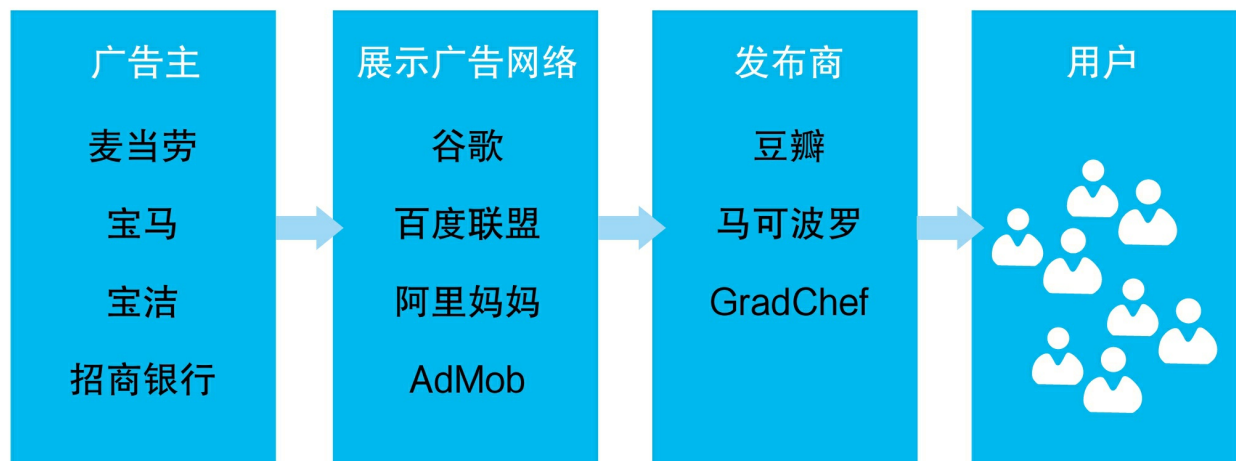 广告主
麦当劳
宝马
宝洁
招商银行
展示广告网络
谷歌
百度联盟
阿里妈妈
AdMob
发布商
豆瓣
马可波罗
GradChef
用户